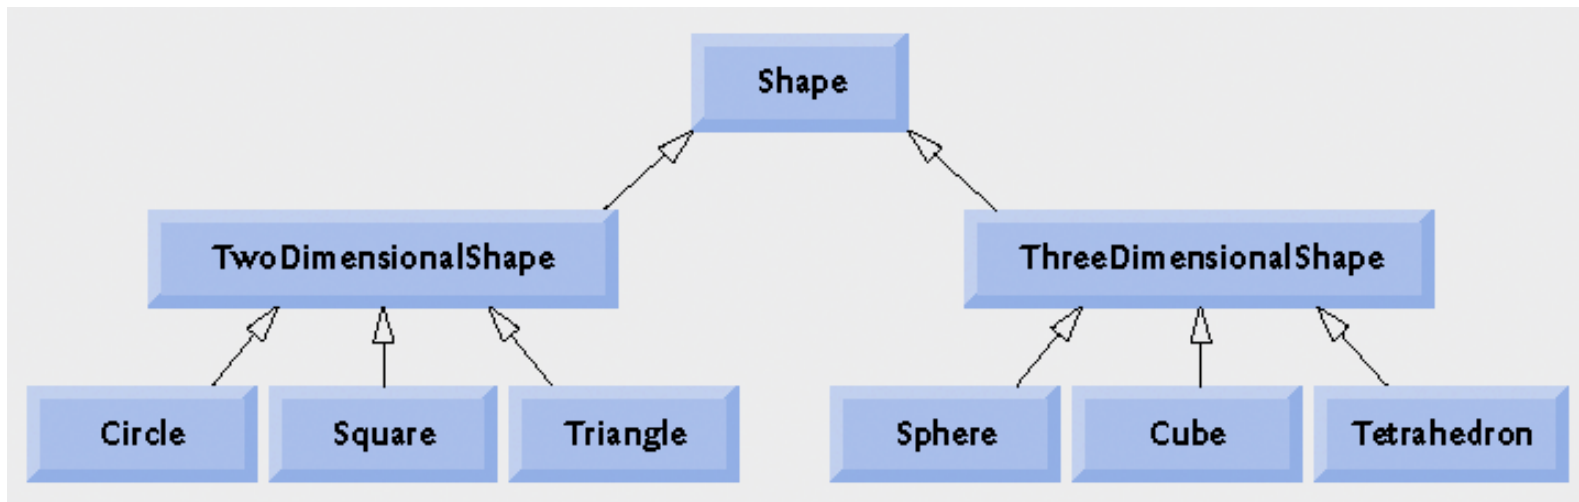 Shape
TwoDimensionalShape
ThreeDimensionalShape
Circle
Square
Triangle
Sphere
Cube
Tetrahedron